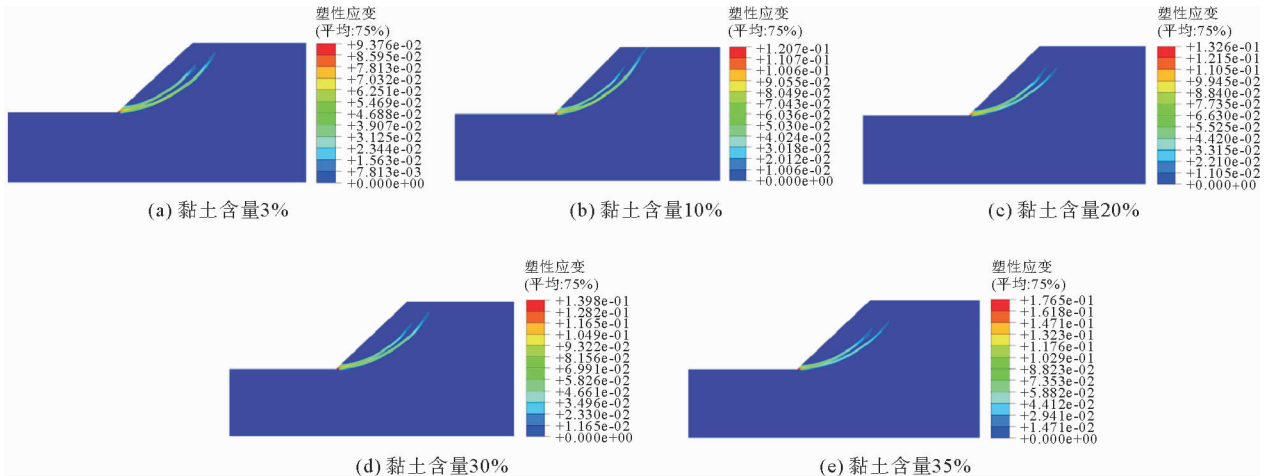 塑性应变
(平均:75%)
+9.376e-02
+8.595e-02
+7.813e-02
+7.032e-02
+6.251e-02
+5.469e-02
+4.688e-02
+3.907e-02
+3.125e-02
+2.344e-02
+1.563e-02
+7.813e-03
+0.000e+00
(a) 黏土含量3%
塑性应变
(平均:75%)
+1.207e-01
+1.107e-01
+1.006e-01
+9.055e-02
+8.049e-02
+7.043e-02
+6.036e-02
+5.030e-02
+4.024e-02
+3.018e-02
+2.012e-02
+1.006e-02
+0.000e+00
(b) 黏土含量10%
塑性应变
(平均:75%)
+1.326e-01
+1.216e-01
+1.105e-01
+9.945e-02
+8.840e-02
+7.735e-02
+6.630e-02
+5.525e-02
+4.420e-02
+3.315e-02
+2.210e-02
+1.105e-02
+0.000e+00
(c) 黏土含量20%
塑性应变
(平均:75%)
+1.398e-01
+1.282e-01
+1.165e-01
+1.049e-01
+9.322e-02
+8.156e-02
+6.991e-02
+5.826e-02
+4.661e-02
+3.496e-02
+2.330e-02
+1.165e-02
+0.000e+00
(d) 黏土含量30%
塑性应变
(平均:75%)
+1.765e-01
+1.618e-01
+1.471e-01
+1.323e-01
+1.176e-01
+1.029e-01
+8.823e-02
+7.353e-02
+5.882e-02
+4.412e-02
+2.941e-02
+1.471e-02
+0.000e+00
(e) 黏土含量35%